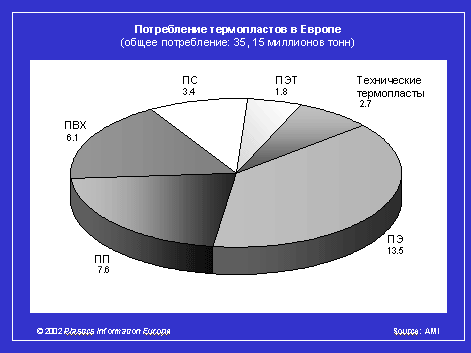 Потребление термопластов в Европе
(общее потребление: 35, 15 миллионов тонн)
ПС
3.4
ПЭТ
1.8
Технические
термопласты
2.7
ПВХ
6.1
ПЭ
13.5
ПП
7.6
© 2002 Plastics Information Europe
Source: AMI